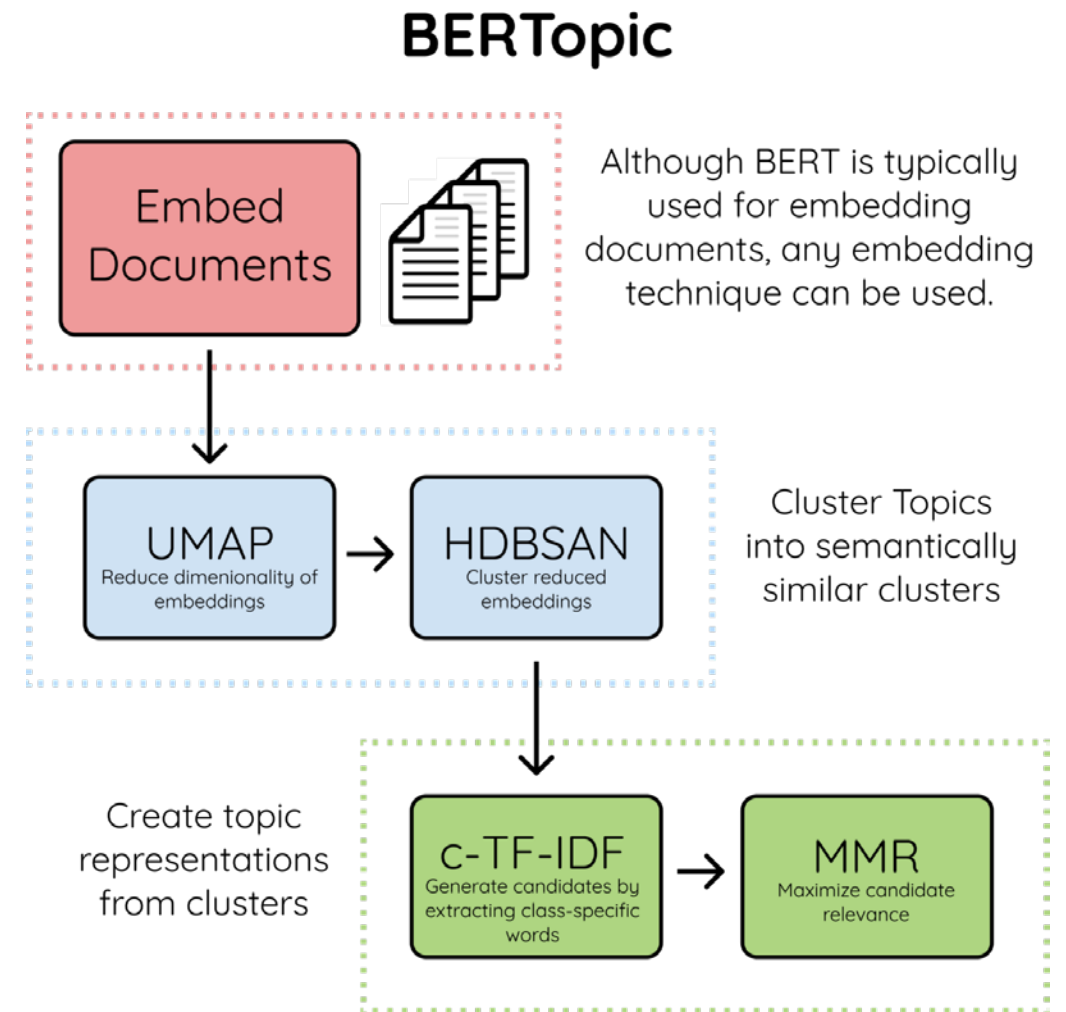 BERTopic
Embed
Documents
Although BERT is typically
used for embedding
documents, any embedding
technique can be used.
UMAP
Reduce dimenionality of
embeddings
HDBSAN
Cluster reduced
embeddings
Cluster Topics
into semantically
similar clusters
Create topic
representations
from clusters
c-TF-IDF
Generate candidates by
extracting class-specific
words
MMR
Maximize candidate
relevance